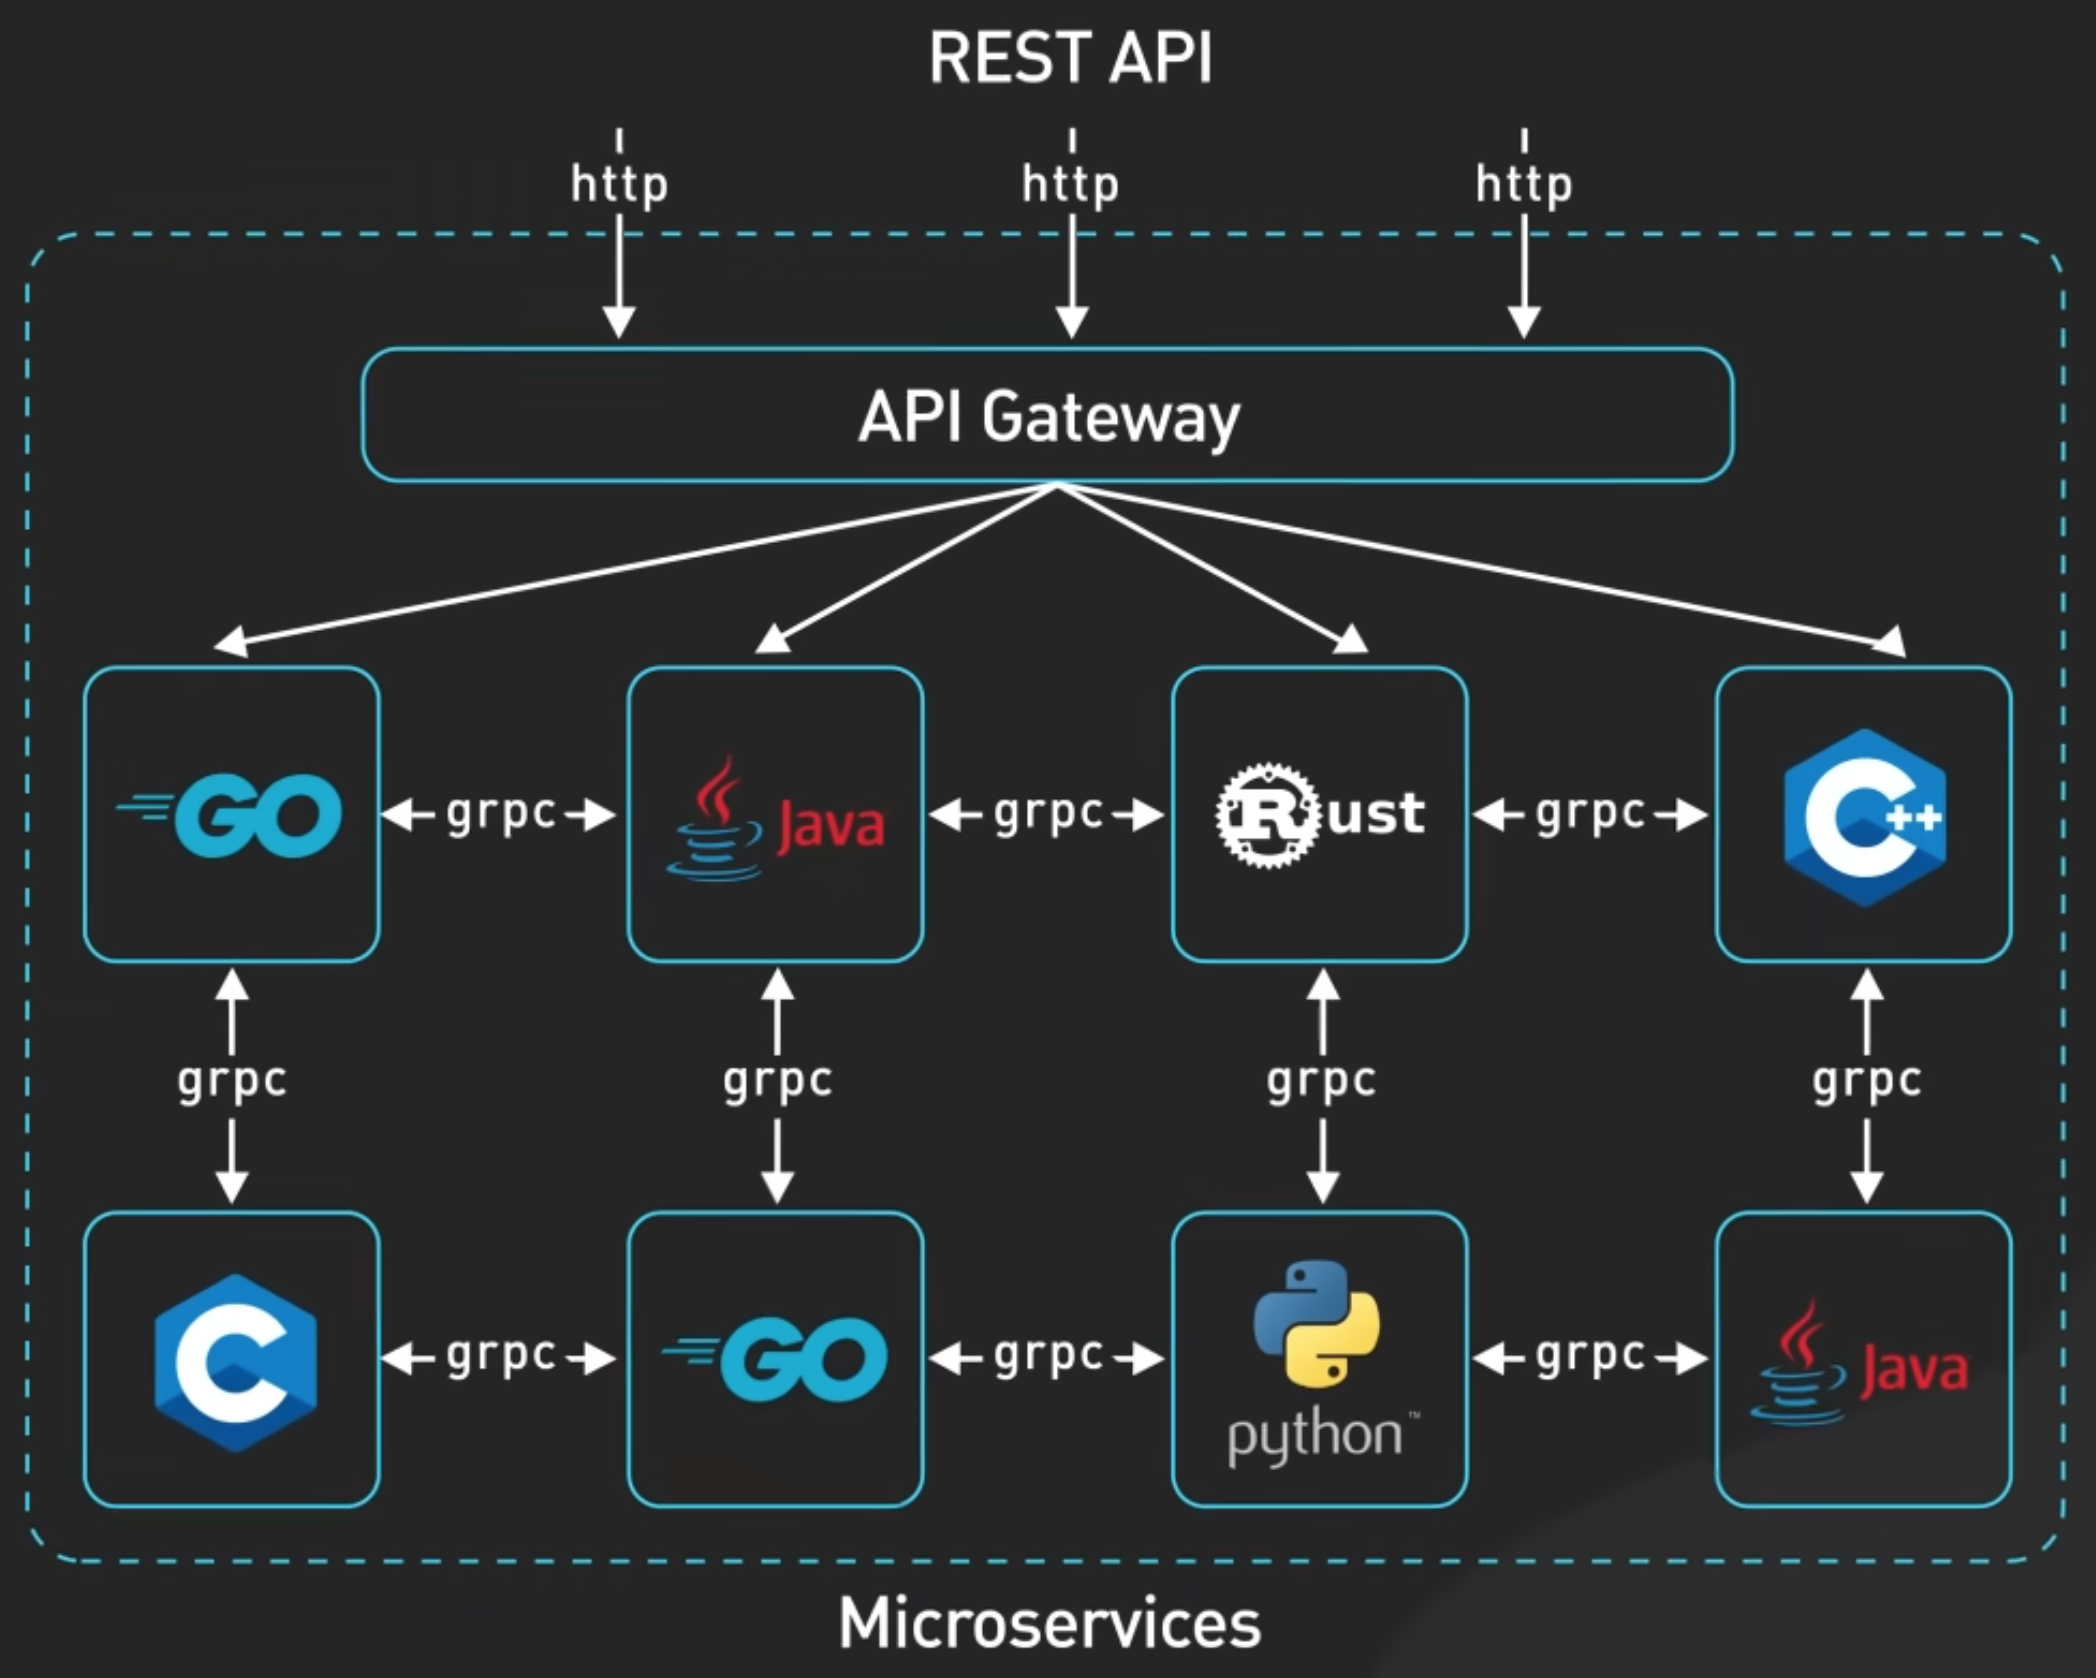 REST API
http http http
API Gateway
GO grpc Java grpc Rust grpc C++
grpc grpc grpc grpc
C grpc GO grpc grpc Java
python™
Microservices